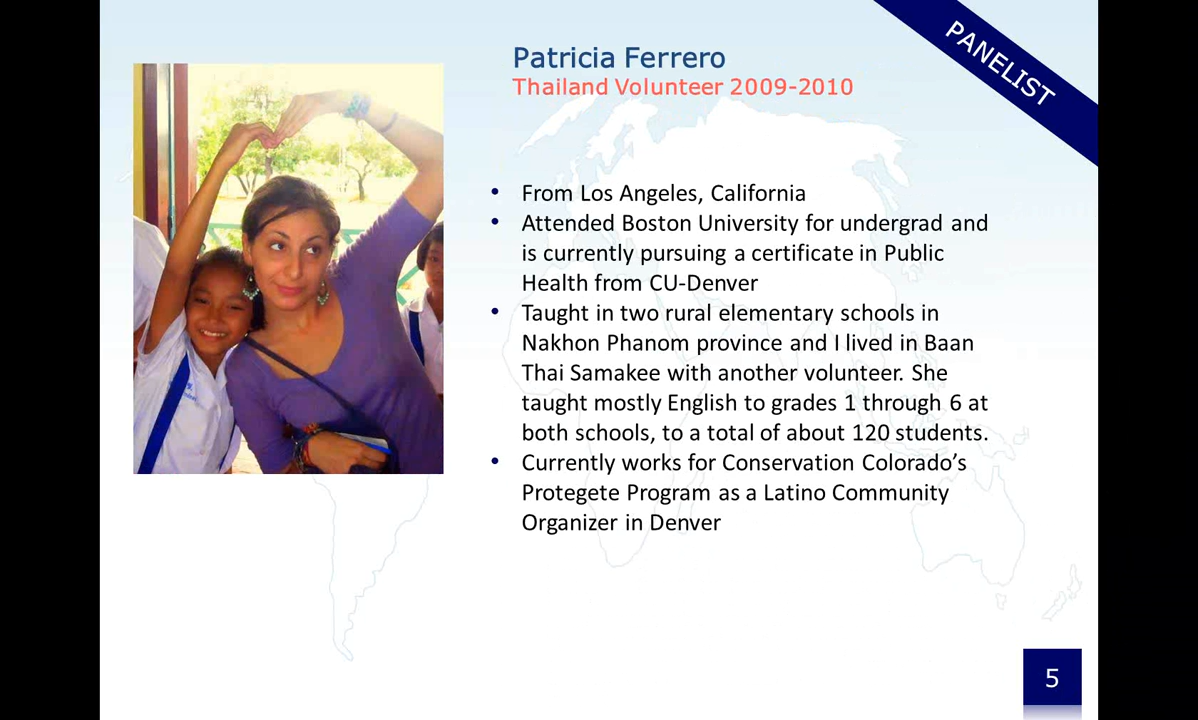 Patricia Ferrero
Thailand Volunteer 2009-2010
PANELIST
• From Los Angeles, California
• Attended Boston University for undergrad and
is currently pursuing a certificate in Public
Health from CU-Denver
• Taught in two rural elementary schools in
Nakhon Phanom province and I lived in Baan
Thai Samakee with another volunteer. She
taught mostly English to grades 1 through 6 at
both schools, to a total of about 120 students.
• Currently works for Conservation Colorado’s
Protegete Program as a Latino Community
Organizer in Denver
5